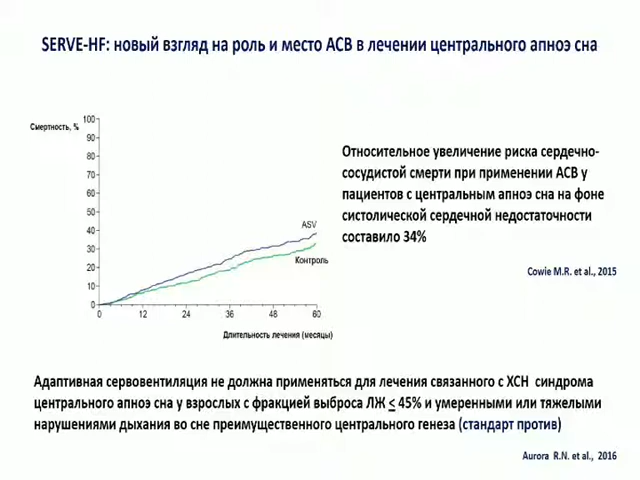 SERVE-HF: новый взгляд на роль и место АСВ в лечении центрального апноэ сна
Смертность, %
100
90
80
70
60
50
40
30
20
10
0
ASV
Контроль
0 12 24 36 48 60
Длительность лечения (месяцы)
Относительное увеличение риска сердечно-
сосудистой смерти при применении АСВ у
пациентов с центральным апноэ сна на фоне
систолической сердечной недостаточности
составило 34%
Cowie M.R. et al., 2015
Адаптивная сервовентиляция не должна применяться для лечения связанного с ХСН синдрома
центрального апноэ сна у взрослых с фракцией выброса ЛЖ ≤ 45% и умеренными или тяжелыми
нарушениями дыхания во сне преимущественного центрального генеза (стандарт против)
Aurora R.N. et al., 2016